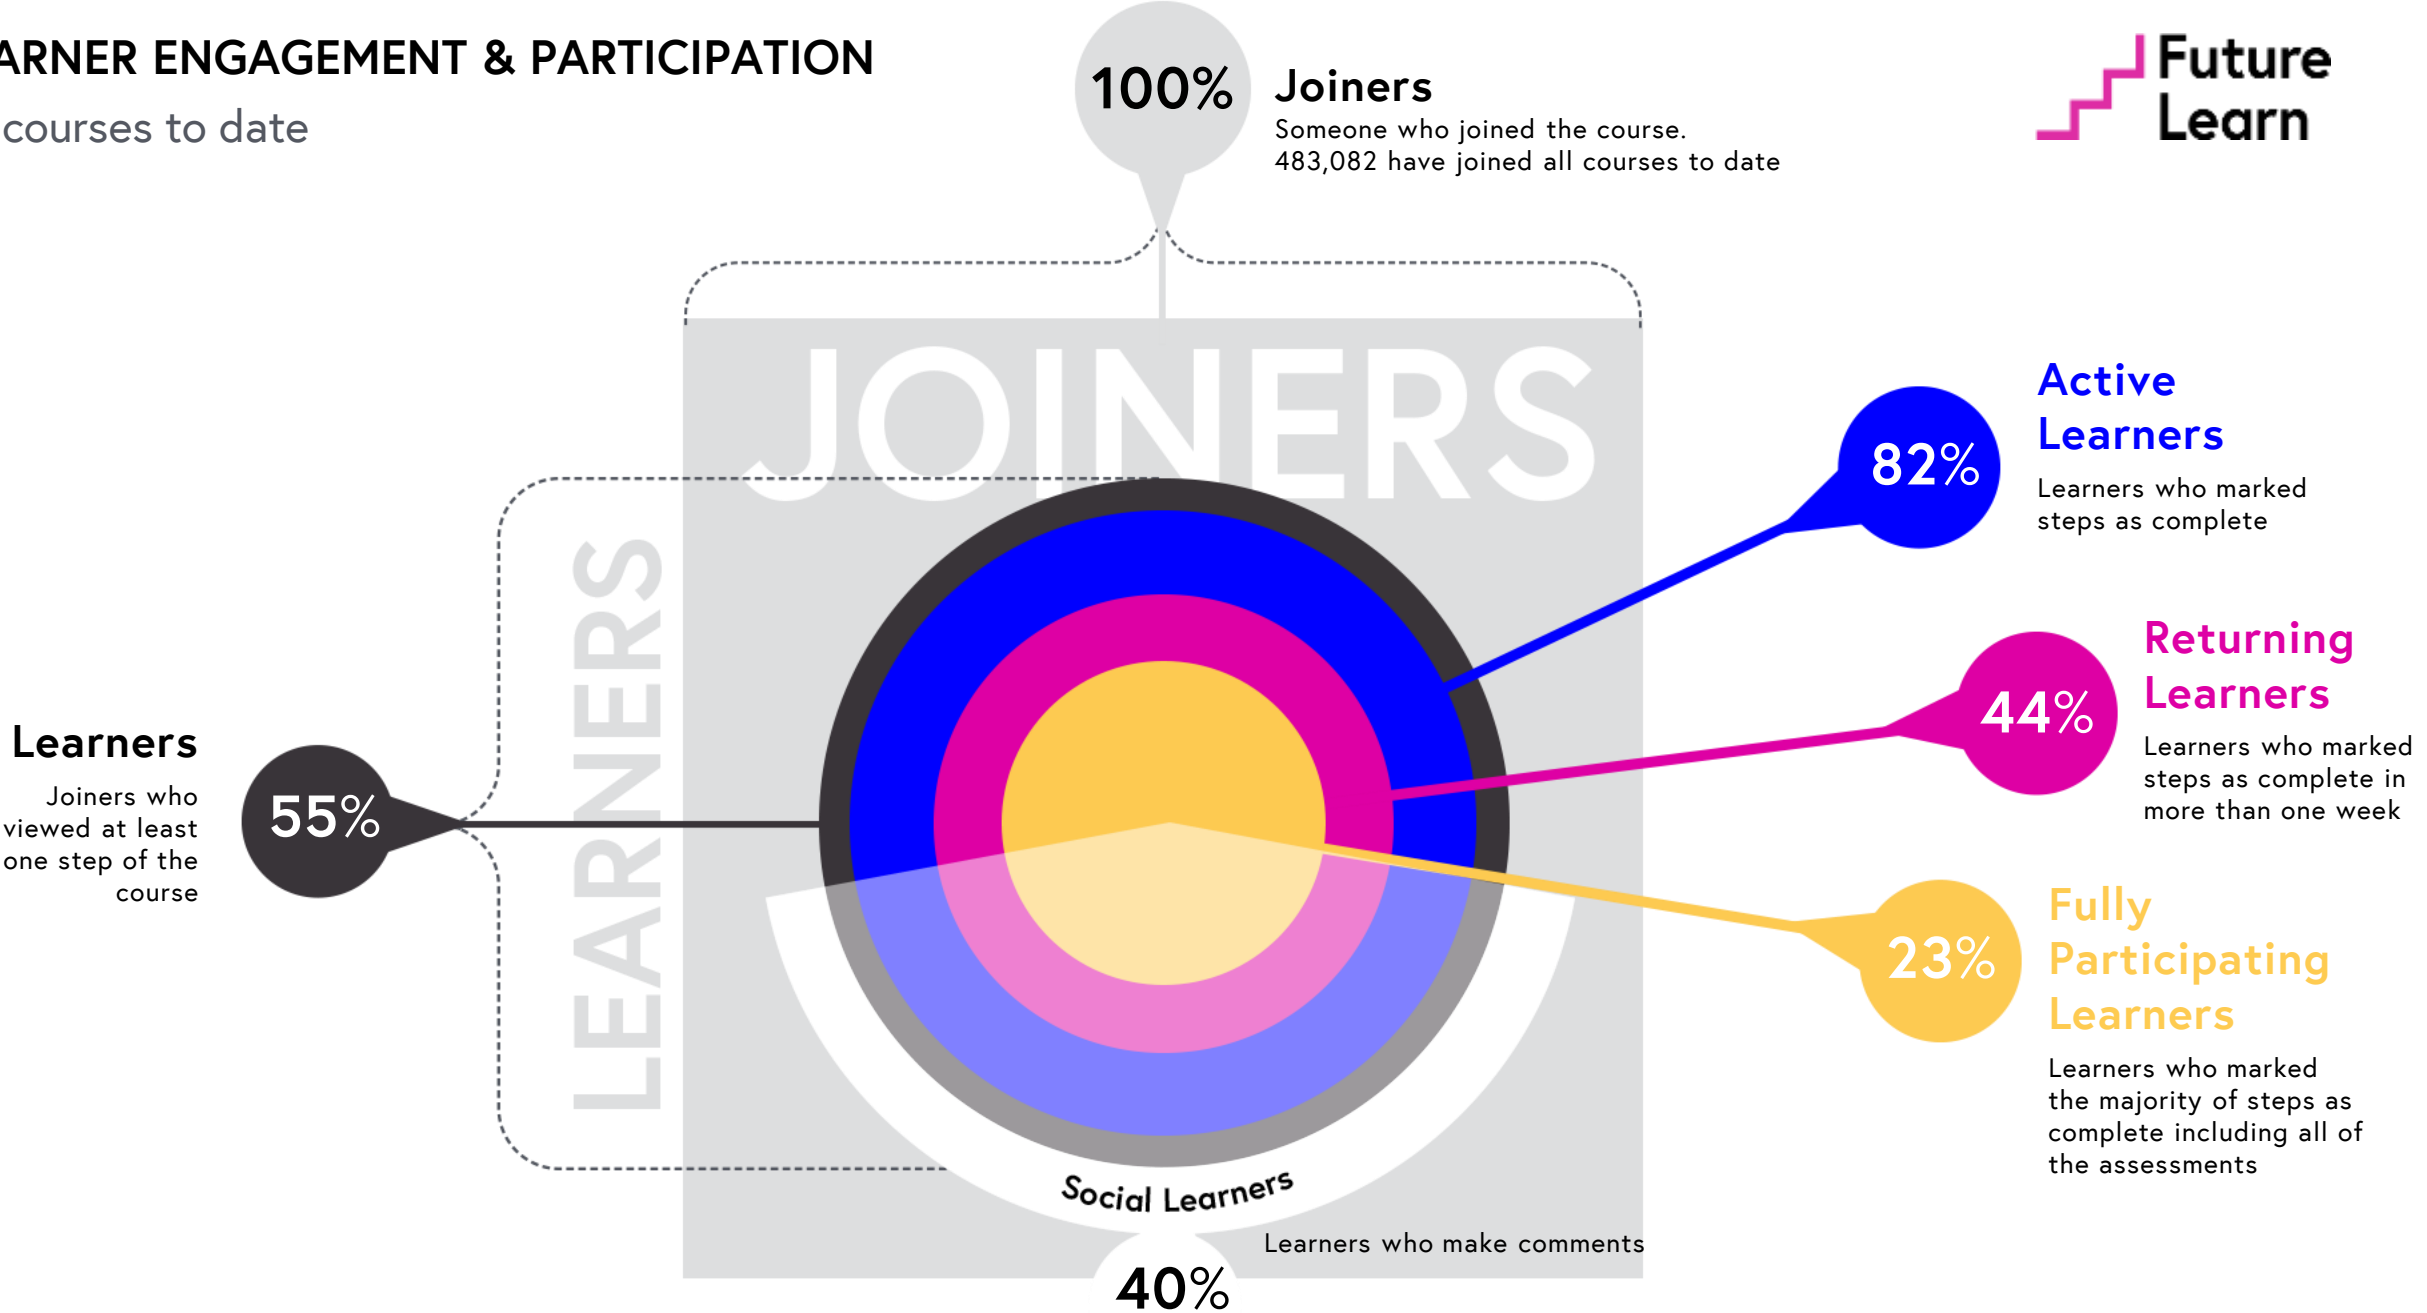 ARNER ENGAGEMENT & PARTICIPATION
courses to date
100%
Joiners
Someone who joined the course.
483,082 have joined all courses to date
Future
Learn
JOINERS
LEARNERS
Active
Learners
82%
Learners who marked
steps as complete
Returning
Learners
44%
Learners who marked
steps as complete in
more than one week
Learners
55%
Joiners who
viewed at least
one step of the
course
Fully
Participating
Learners
23%
Learners who marked
the majority of steps as
complete including all of
the assessments
Social Learners
Learners who make comments
40%